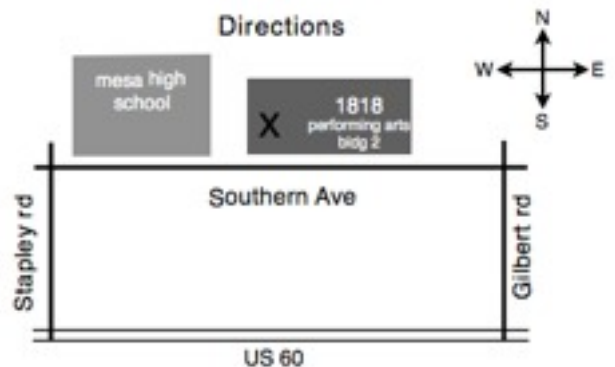 Directions
N
W E
S
mesa high
school
1818
performing arts
bldg 2
X
Southern Ave
Stapley rd
Gilbert rd
US 60